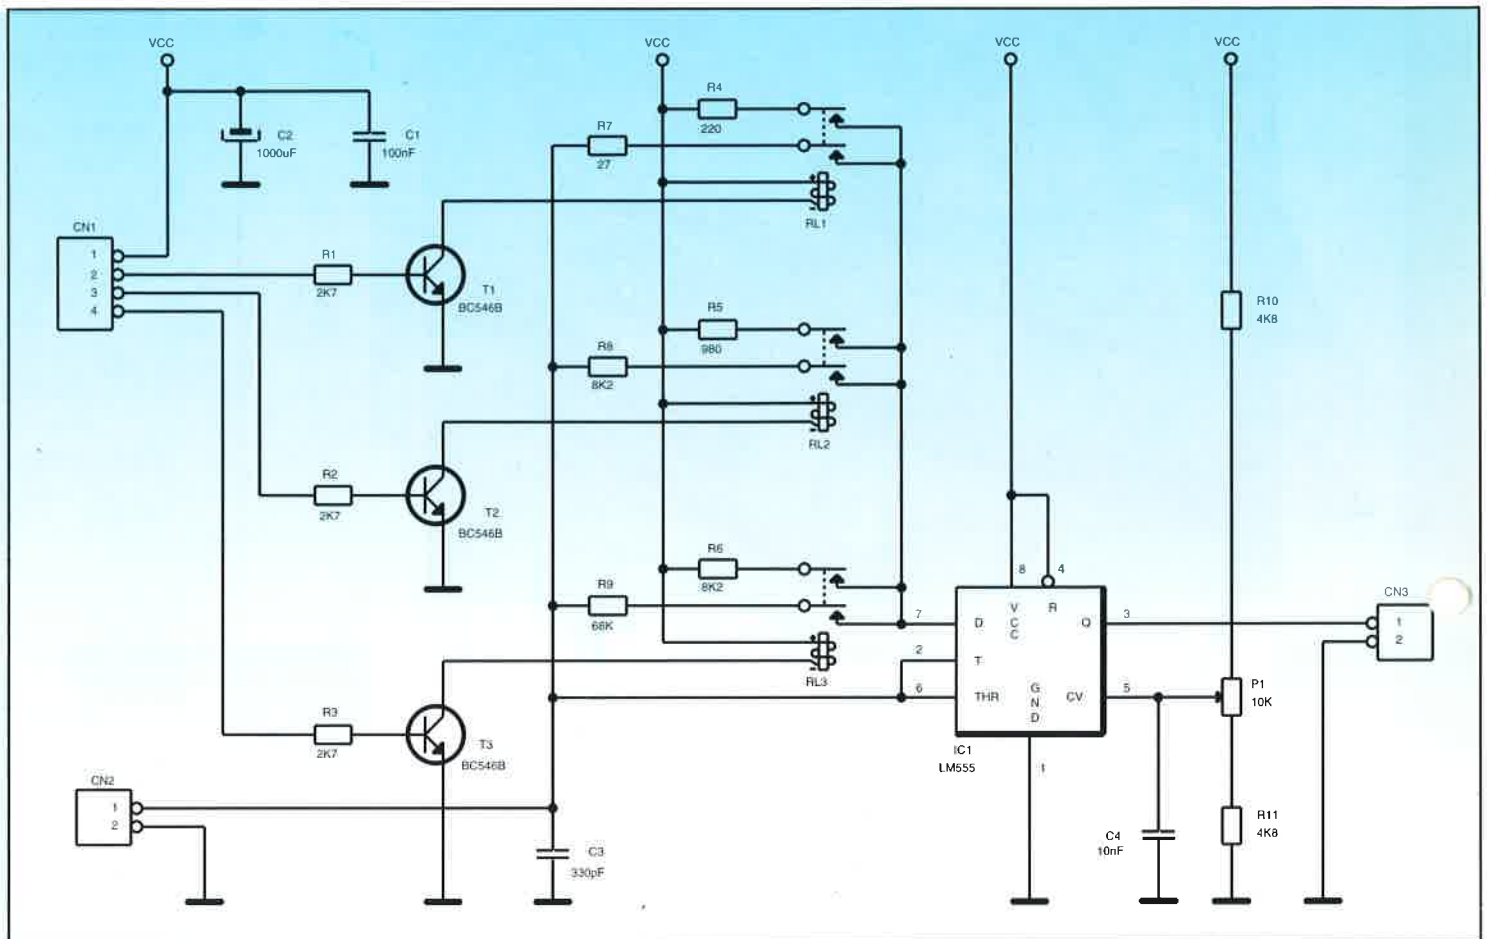 VCC
VCC
VCC
VCC
C2
1000uF
C1
100nF
R4
220
R7
27
RL1
CN1
1
2
3
4
R1
2K7
T1
BC546B
R5
980
R8
8K2
RL2
R10
4K8
R2
2K7
T2
BC546B
R6
8K2
R9
68K
RL3
8
4
7
2
6
D
T
THR
V
C
C
R
Q
G
N
D
CV
3
5
1
IC1
LM555
CN3
1
2
P1
10K
R3
2K7
T3
BC546B
CN2
1
2
C3
330pF
C4
10nF
R11
4K8